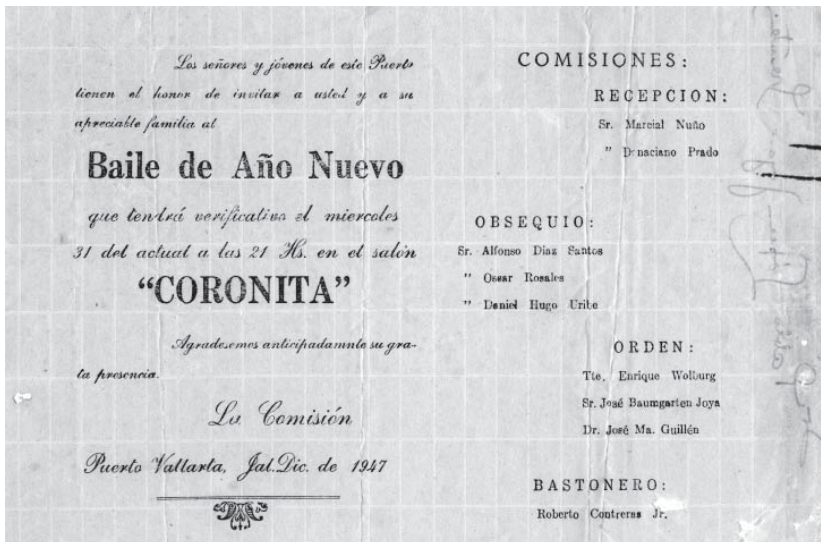 Los señores y jóvenes de este Puerto
tienen el honor de invitar a usted y a su
apreciable familia al
Baile de Año Nuevo
que tendrá verificativo el miercoles
31 del actual a las 21 Hs. en el salón
“CORONITA”
Agradecemos anticipadamnte su gra-
ta presencia.
La Comisión
Puerto Vallarta, Jal. Dic. de 1947
COMISIONES:
RECEPCION:
Sr. Marcial Nuño
” Donaciano Prado
OBSEQUIO:
Sr. Alfonso Diaz Santos
” Oscar Rosales
” Daniel Hugo Uribe
ORDEN:
Tte. Enrique Wolburg
Sr. José Baumgarten Joya
Dr. José Ma. Guillén
BASTONERO:
Roberto Contreras Jr.